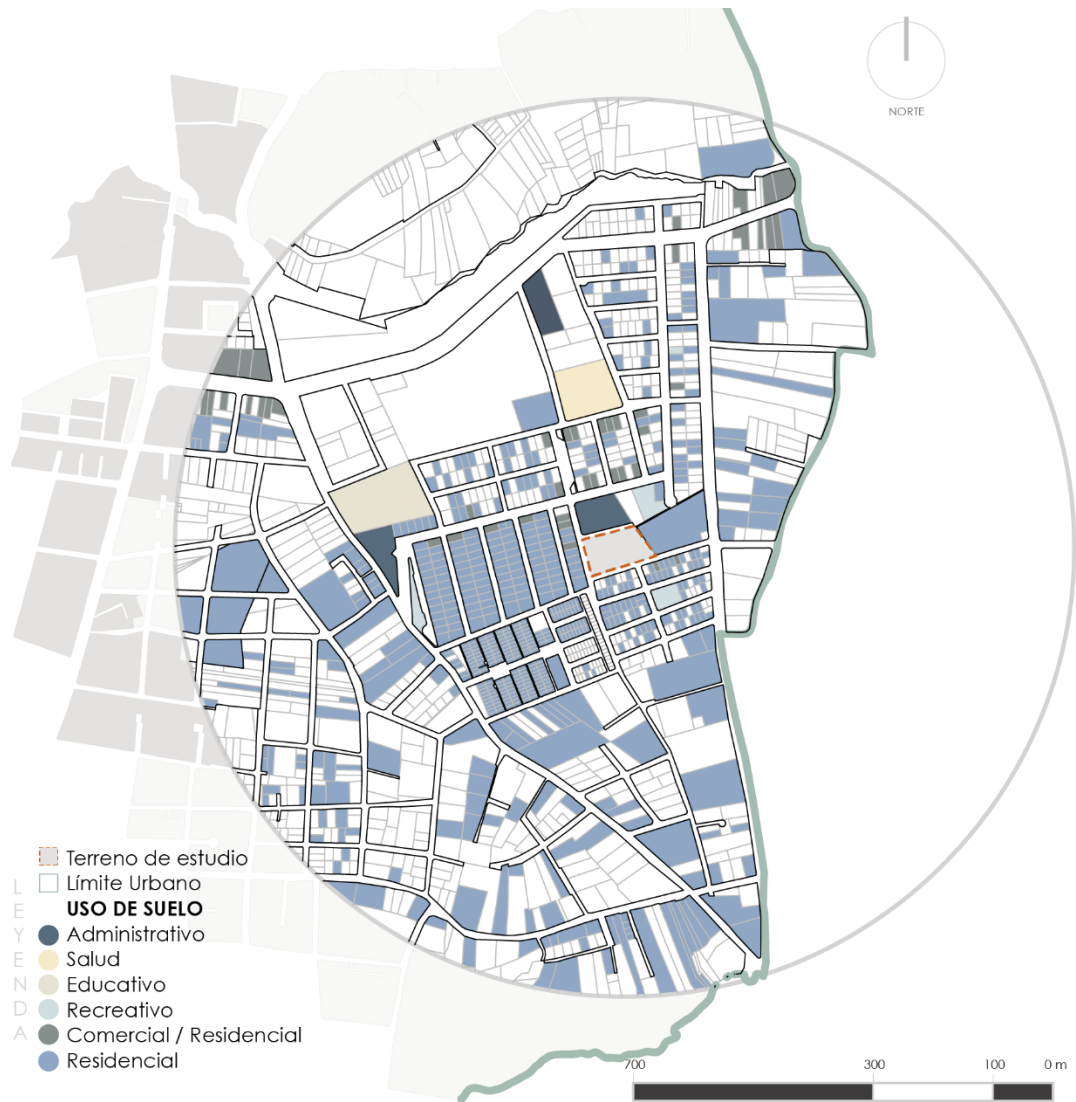 NORTE
LEYENDA
Terreno de estudio
Límite Urbano
USO DE SUELO
Administrativo
Salud
Educativo
Recreativo
Comercial / Residencial
Residencial
700 300 100 0 m